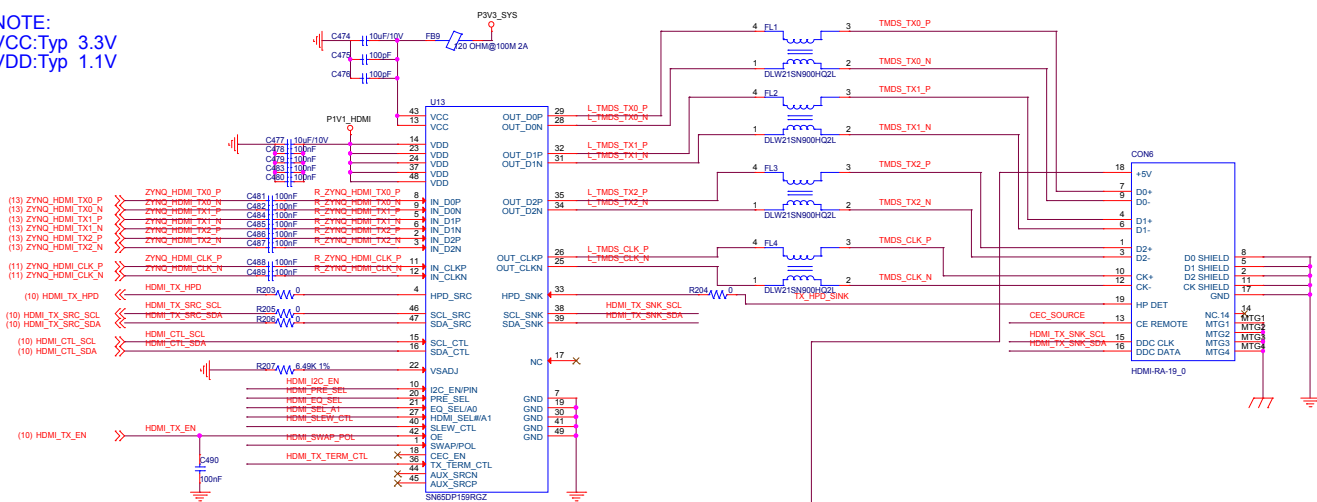 NOTE:
VCC:Typ 3.3V
VDD:Typ 1.1V
P3V3_SYS
C474 10uF/10V FB9
120 OHM@100M 2A
C475 100pF
C476 100pF
P1V1_HDMI
C477 10uF/10V
C478 100nF
C479 100nF
C483 100nF
C480 100nF
U13
43 VCC
13 VCC
14 VDD
23 VDD
24 VDD
37 VDD
48 VDD
(13) ZYNQ_HDMI_TX0_P ZYNQ_HDMI_TX0_P C481 100nF R_ZYNQ_HDMI_TX0_P 8 IN_D0P
(13) ZYNQ_HDMI_TX0_N ZYNQ_HDMI_TX0_N C482 100nF R_ZYNQ_HDMI_TX0_N 9 IN_D0N
(13) ZYNQ_HDMI_TX1_P ZYNQ_HDMI_TX1_P C484 100nF R_ZYNQ_HDMI_TX1_P 5 IN_D1P
(13) ZYNQ_HDMI_TX1_N ZYNQ_HDMI_TX1_N C485 100nF R_ZYNQ_HDMI_TX1_N 6 IN_D1N
(13) ZYNQ_HDMI_TX2_P ZYNQ_HDMI_TX2_P C486 100nF R_ZYNQ_HDMI_TX2_P 2 IN_D2P
(13) ZYNQ_HDMI_TX2_N ZYNQ_HDMI_TX2_N C487 100nF R_ZYNQ_HDMI_TX2_N 3 IN_D2N
(11) ZYNQ_HDMI_CLK_P ZYNQ_HDMI_CLK_P C488 100nF R_ZYNQ_HDMI_CLK_P 11 IN_CLKP
(11) ZYNQ_HDMI_CLK_N ZYNQ_HDMI_CLK_N C489 100nF R_ZYNQ_HDMI_CLK_N 12 IN_CLKN
(10) HDMI_TX_HPD HDMI_TX_HPD R203 0 4 HPD_SRC
(10) HDMI_TX_SRC_SCL HDMI_TX_SRC_SCL R205 0 46 SCL_SRC
(10) HDMI_TX_SRC_SDA HDMI_TX_SRC_SDA R206 0 47 SDA_SRC
(10) HDMI_CTL_SCL HDMI_CTL_SCL 15 SCL_CTL
(10) HDMI_CTL_SDA HDMI_CTL_SDA 16 SDA_CTL
R207 6.49K 1% 22 VSADJ
HDMI_I2C_EN 10 I2C_EN/PIN
HDMI_PRE_SEL 20 PRE_SEL
HDMI_EQ_SEL 21 EQ_SEL/A0
HDMI_SEL_A1 27 HDMI_SEL#/A1
HDMI_SLEW_CTL 40 SLEW_CTL
(10) HDMI_TX_EN HDMI_TX_EN 42 OE
HDMI_SWAP_POL 1 SWAP/POL
18 CEC_EN
HDMI_TX_TERM_CTL 36 TX_TERM_CTL
44 AUX_SRCN
45 AUX_SRCP
C490
100nF
SN65DP159RGZ
OUT_D0P 29 L_TMDS_TX0_P
OUT_D0N 28 L_TMDS_TX0_N
OUT_D1P 32 L_TMDS_TX1_P
OUT_D1N 31 L_TMDS_TX1_N
OUT_D2P 35 L_TMDS_TX2_P
OUT_D2N 34 L_TMDS_TX2_N
OUT_CLKP 26 L_TMDS_CLK_P
OUT_CLKN 25 L_TMDS_CLK_N
HPD_SNK 33 R204 0 TX_HPD_SINK
SCL_SNK 38 HDMI_TX_SNK_SCL
SDA_SNK 39 HDMI_TX_SNK_SDA
NC 17
GND 7
GND 19
GND 30
GND 41
GND 49
4 FL1 3 TMDS_TX0_P
1 2 TMDS_TX0_N
DLW21SN900HQ2L
4 FL2 3 TMDS_TX1_P
1 2 TMDS_TX1_N
DLW21SN900HQ2L
4 FL3 3 TMDS_TX2_P
1 2 TMDS_TX2_N
DLW21SN900HQ2L
4 FL4 3 TMDS_CLK_P
1 2 TMDS_CLK_N
DLW21SN900HQ2L
CON6
18 +5V
7 D0+
9 D0-
4 D1+
6 D1-
1 D2+
3 D2-
10 CK+
12 CK-
19 HP DET
CEC_SOURCE 13 CE REMOTE
HDMI_TX_SNK_SCL 15 DDC CLK
HDMI_TX_SNK_SDA 16 DDC DATA
D0 SHIELD 8
D1 SHIELD 5
D2 SHIELD 2
CK SHIELD 11
GND 17
NC.14 14
MTG1 MTG1
MTG2 MTG2
MTG3 MTG3
MTG4 MTG4
HDMI-RA-19_0